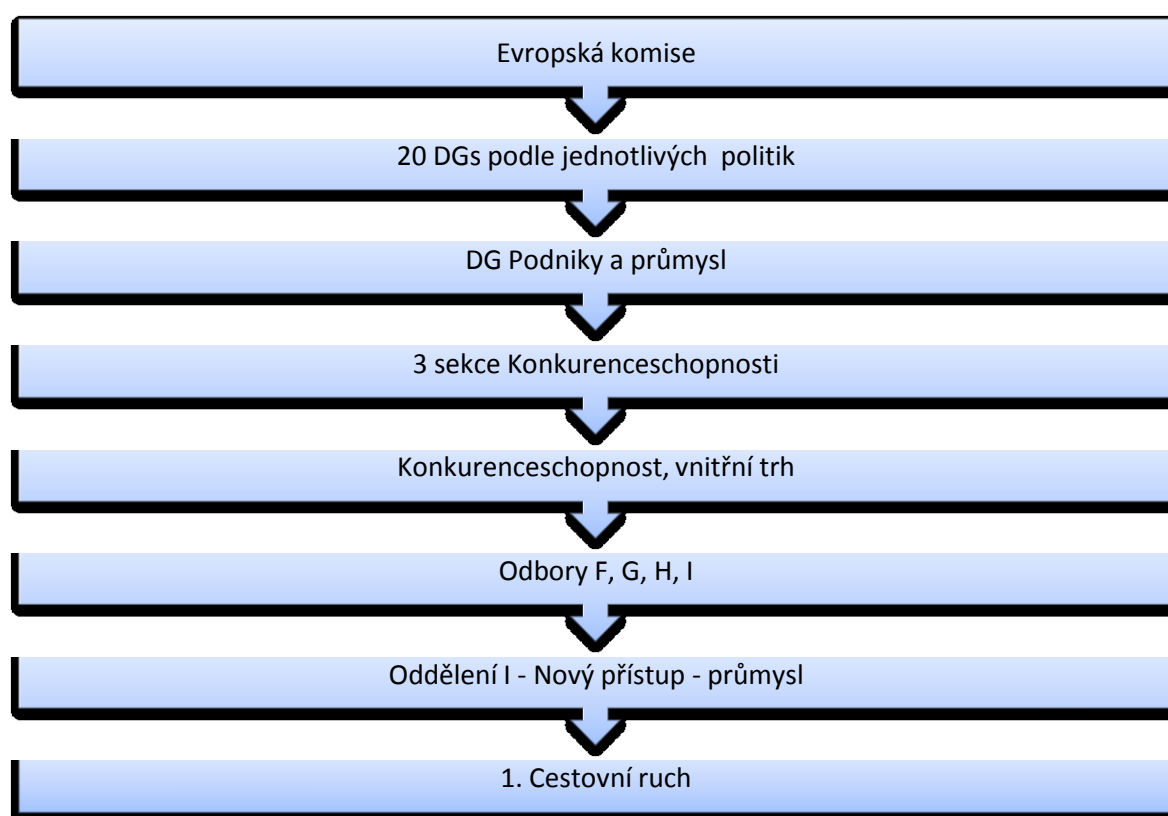 Evropská komise
20 DGs podle jednotlivých politik
DG Podniky a průmysl
3 sekce Konkurenceschopnosti
Konkurenceschopnost, vnitřní trh
Odbory F, G, H, I
Oddělení I - Nový přístup - průmysl
1. Cestovní ruch